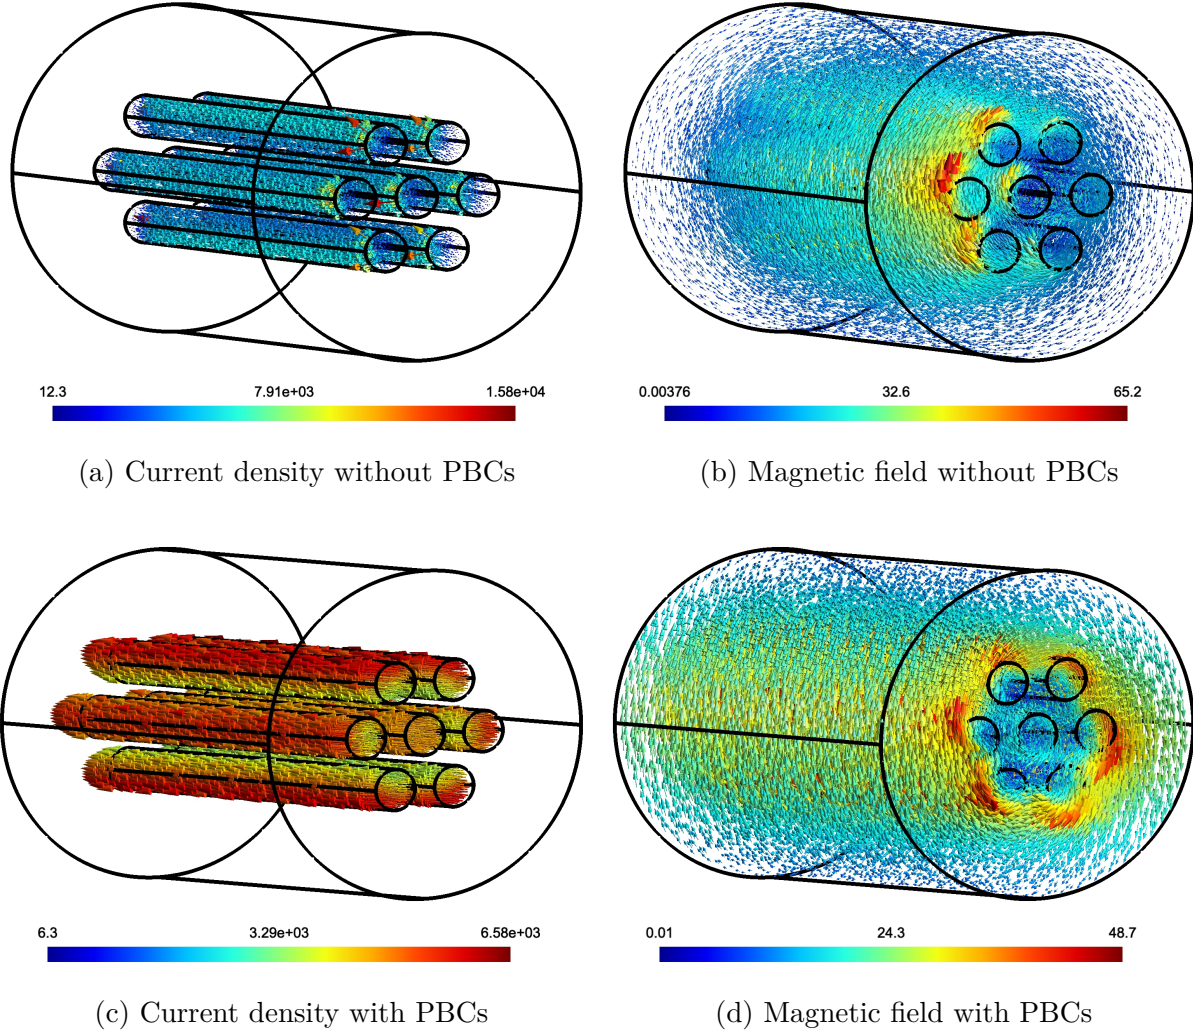 12.3 7.91e+03 1.58e+04
0.00376 32.6 65.2
(a) Current density without PBCs
(b) Magnetic field without PBCs
6.3 3.29e+03 6.58e+03
0.01 24.3 48.7
(c) Current density with PBCs
(d) Magnetic field with PBCs